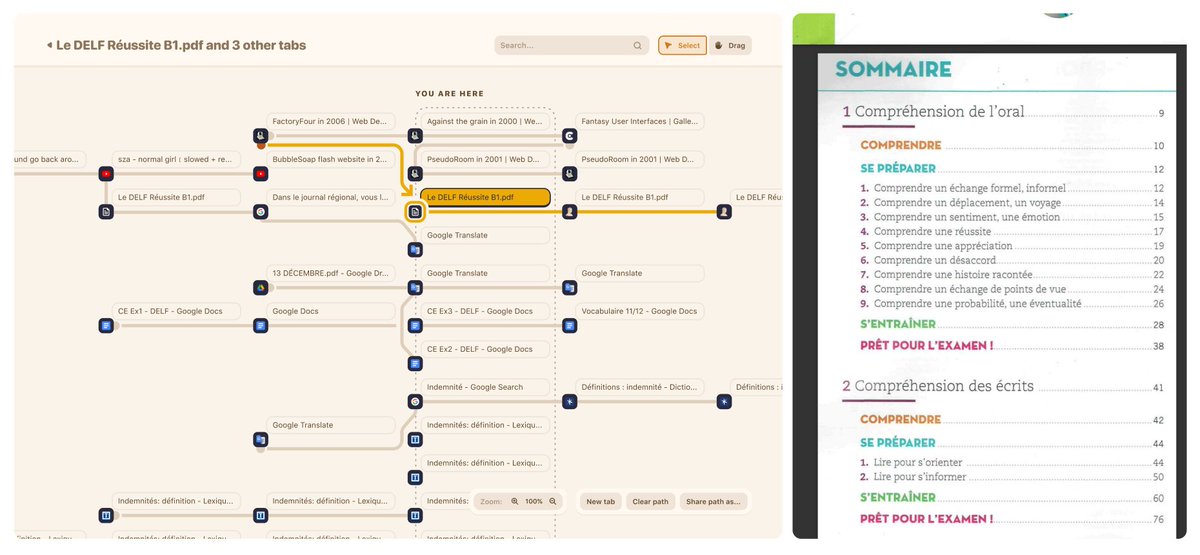 Le DELF Réussite B1.pdf and 3 other tabs
Search...
Select
Drag
YOU ARE HERE
FactoryFour in 2006 | Web De...
Against the grain in 2000 | We...
Fantasy User Interfaces | Galle...
und go back aro...
sza - normal girl ( slowed + re...
BubbleSoap flash website in 2...
PseudoRoom in 2001 | Web D...
PseudoRoom in 2001 | Web D...
Le DELF Réussite B1.pdf
Dans le journal régional, vous l...
Le DELF Réussite B1.pdf
Le DELF Réussite B1.pdf
Le DELF Réus
Google Translate
13 DÉCEMBRE.pdf - Google Dr...
Google Translate
Google Translate
CE Ex1 - DELF - Google Docs
Google Docs
CE Ex3 - DELF - Google Docs
Vocabulaire 11/12 - Google Docs
CE Ex2 - DELF - Google Docs
Indemnité - Google Search
Définitions : indemnité - Dictio...
Définitions : i
Google Translate
Indemnités: définition - Lexiqu...
Indemnités: définition - Lexiqu...
Indemnités: définition - Lexiqu...
Indemnités: définition - Lexiqu...
Indemnités:
Zoom:
100%
New tab
Clear path
Share path as...
SOMMAIRE
1 Compréhension de l'oral 9
COMPRENDRE 10
SE PRÉPARER 12
1. Comprendre un échange formel, informel 12
2. Comprendre un déplacement, un voyage 14
3. Comprendre un sentiment, une émotion 15
4. Comprendre une réussite 17
5. Comprendre une appréciation 19
6. Comprendre un désaccord 20
7. Comprendre une histoire racontée 22
8. Comprendre un échange de points de vue 24
9. Comprendre une probabilité, une éventualité 26
S'ENTRAÎNER 28
PRÊT POUR L'EXAMEN ! 38
2 Compréhension des écrits 41
COMPRENDRE 42
SE PRÉPARER 44
1. Lire pour s'orienter 44
2. Lire pour s'informer 50
S'ENTRAÎNER 60
PRÊT POUR L'EXAMEN ! 76